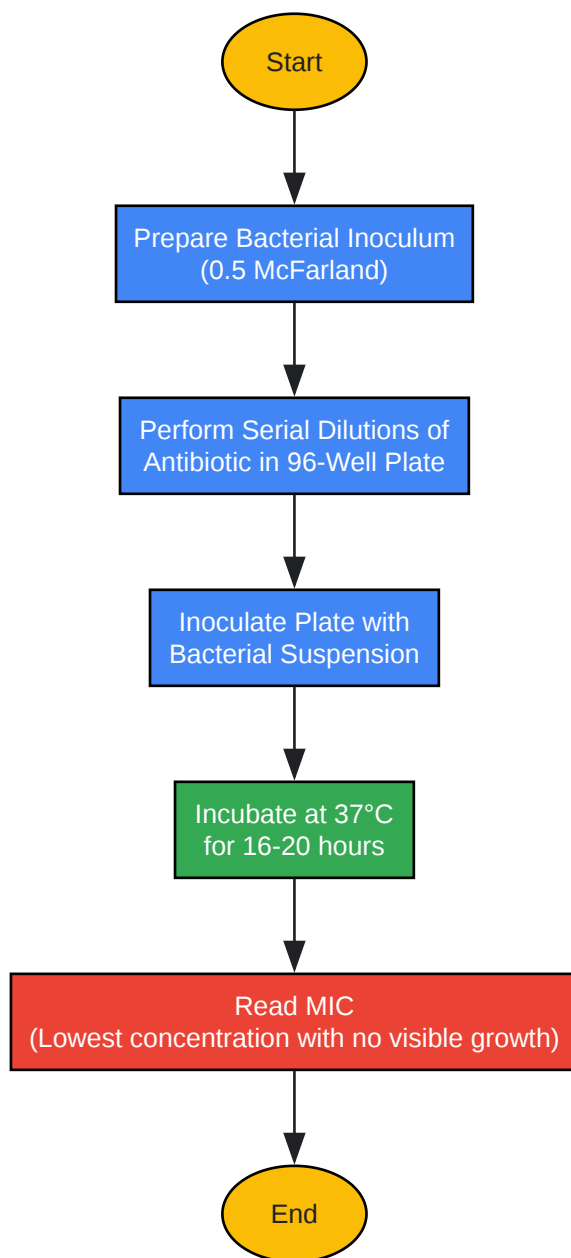 Start
Prepare Bacterial Inoculum
(0.5 McFarland)
Perform Serial Dilutions of
Antibiotic in 96-Well Plate
Inoculate Plate with
Bacterial Suspension
Incubate at 37°C
for 16-20 hours
Read MIC
(Lowest concentration with no visible growth)
End